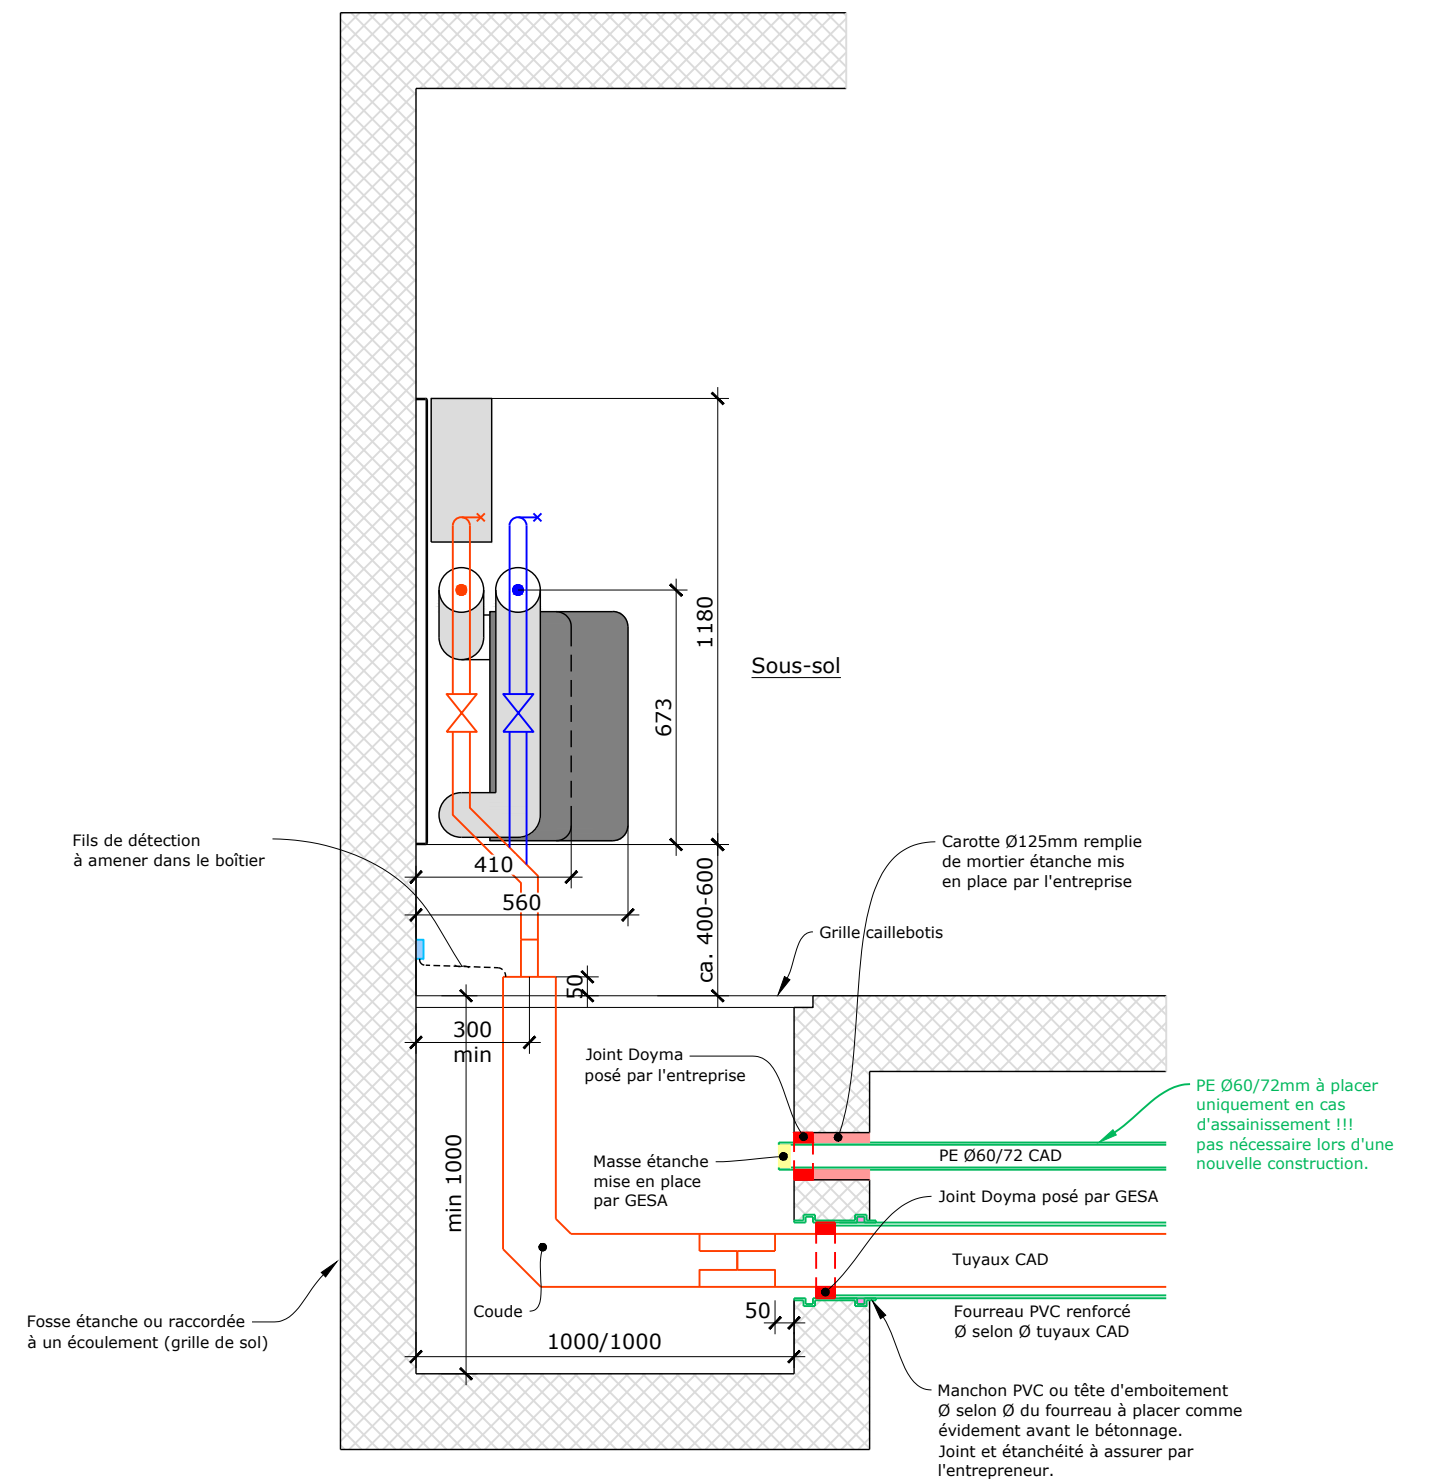 1180
Sous-sol
673
Fils de détection
à amener dans le boîtier
410
560
ca. 400-600
Carotte Ø125mm remplie
de mortier étanche mis
en place par l'entreprise
Grille caillebotis
50
300
min
Joint Doyma
posé par l'entreprise
PE Ø60/72mm à placer
uniquement en cas
d'assainissement !!!
pas nécessaire lors d'une
nouvelle construction.
min 1000
Masse étanche
mise en place
par GESA
PE Ø60/72 CAD
Joint Doyma posé par GESA
Tuyaux CAD
Coude
50
Fourreau PVC renforcé
Ø selon Ø tuyaux CAD
Fosse étanche ou raccordée
à un écoulement (grille de sol)
1000/1000
Manchon PVC ou tête d'emboitement
Ø selon Ø du fourreau à placer comme
évidement avant le bétonnage.
Joint et étanchéité à assurer par
l'entrepreneur.